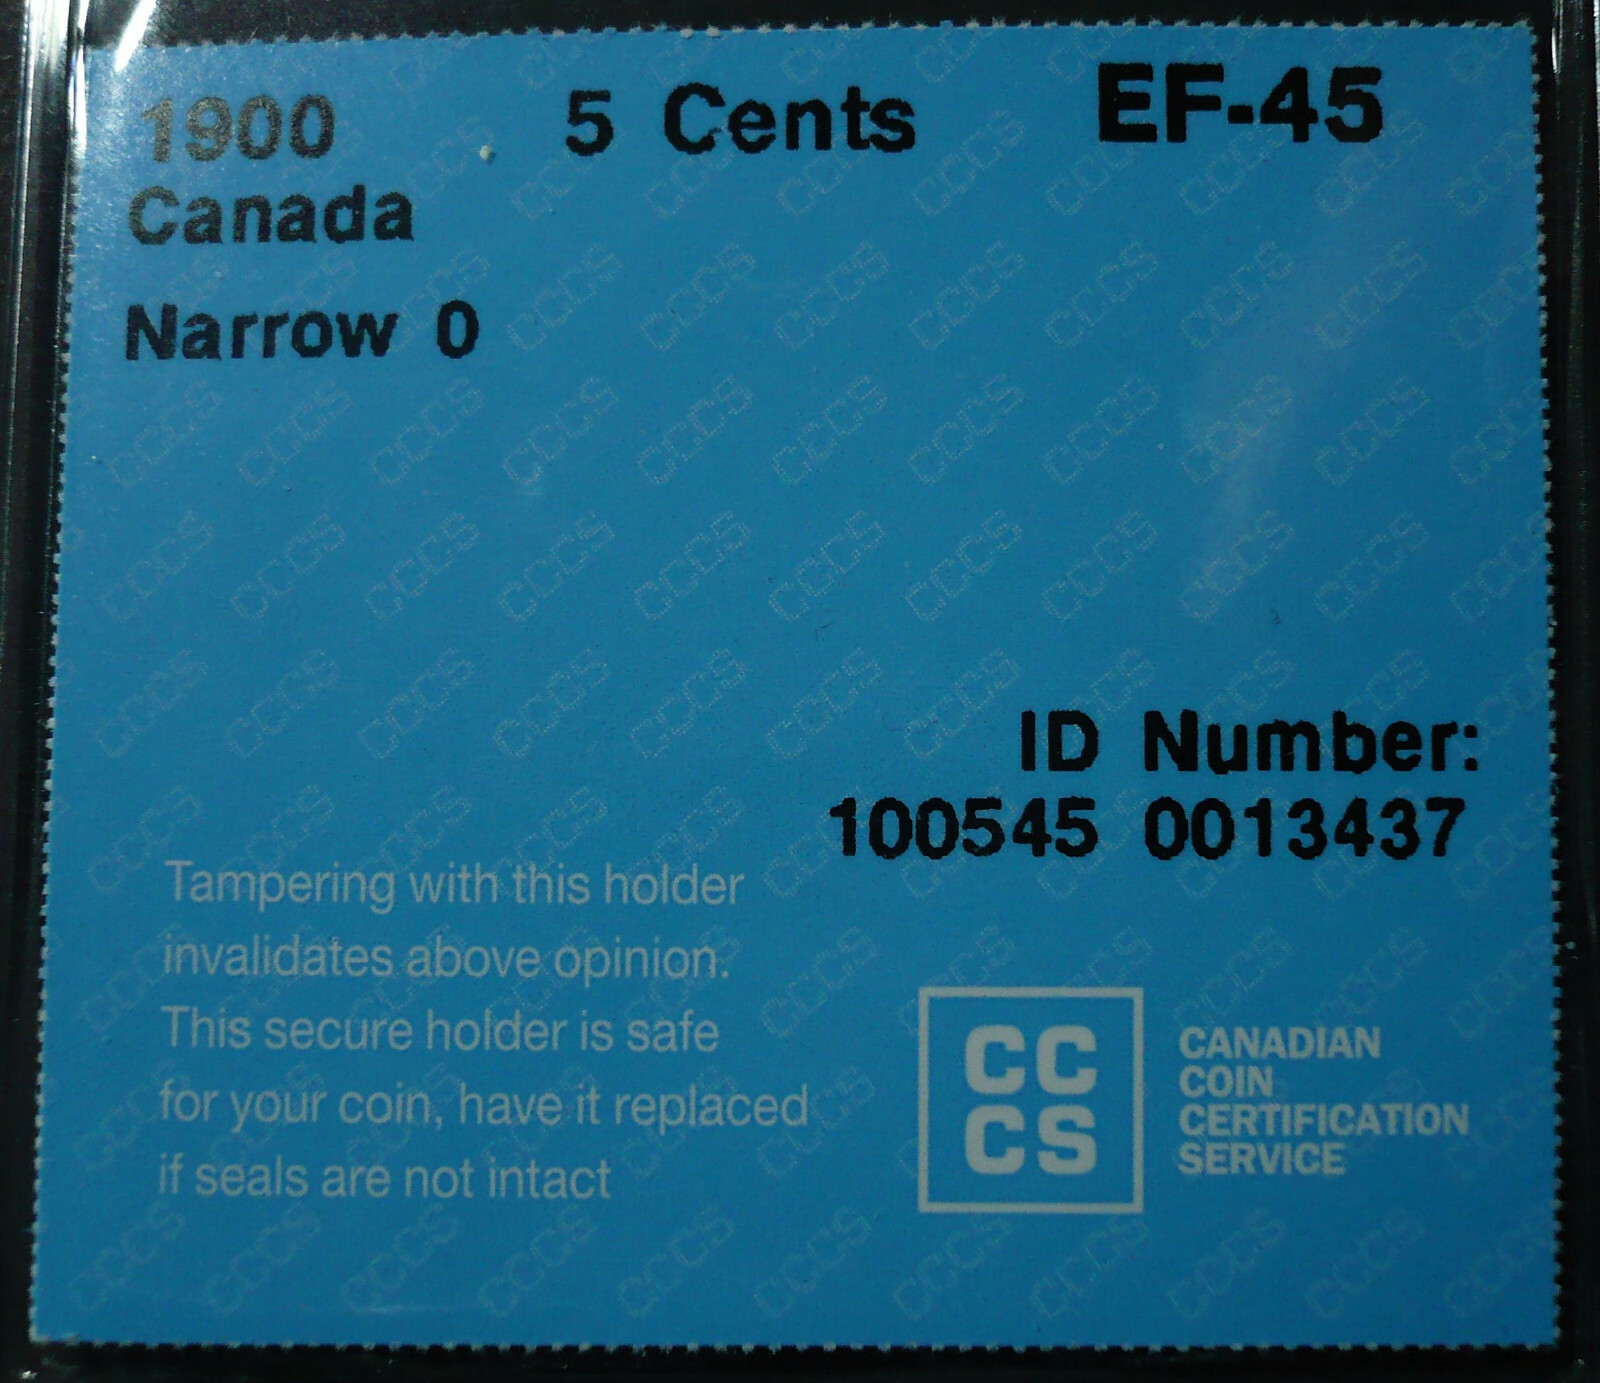 1900 5 Cents EF-45
Canada
Narrow 0
ID Number:
100545 0013437
Tampering with this holder
invalidates above opinion.
This secure holder is safe
for your coin, have it replaced
if seals are not intact
CC
CS
CANADIAN
COIN
CERTIFICATION
SERVICE